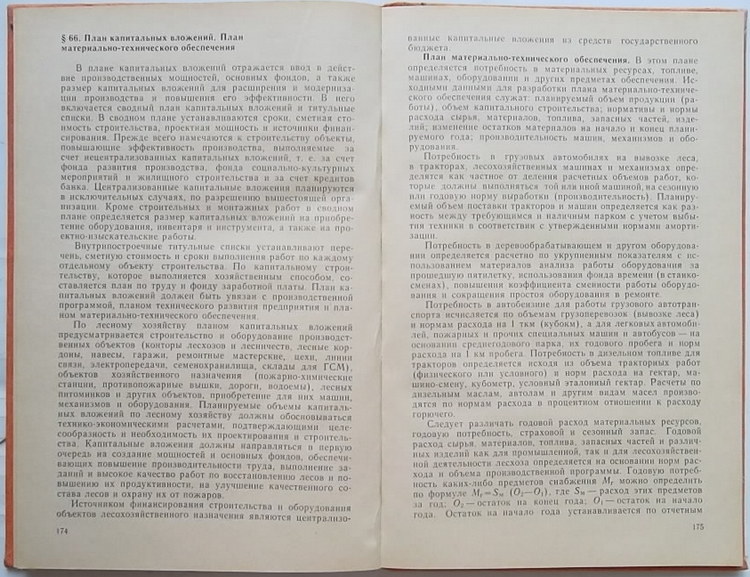 § 66. План капитальных вложений. План
материально-технического обеспечения
В плане капитальных вложений отражается ввод в дейст-
вие производственных мощностей, основных фондов, а также
размер капитальных вложений для расширения и модерниза-
ции производства и повышения его эффективности. В него
включается сводный план капитальных вложений и титульные
списки. В сводном плане устанавливаются сроки, сметная сто-
имость строительства, проектная мощность и источники финан-
сирования. Прежде всего намечаются к строительству объекты,
повышающие эффективность производства, выполняемые за
счет нецентрализованных капитальных вложений, т. е. за счет
фонда развития производства, фонда социально-культурных
мероприятий и жилищного строительства и за счет кредитов
банка. Централизованные капитальные вложения планируются
в исключительных случаях, по разрешению вышестоящей орга-
низации. Кроме строительных и монтажных работ в сводном
плане определяется размер капитальных вложений на приобре-
тение оборудования, инвентаря и инструмента, а также на про-
ектно-изыскательские работы.
Внутрипостроечные титульные списки устанавливают пере-
чень, сметную стоимость и сроки выполнения работ по каждому
отдельному объекту строительства. По капитальному строи-
тельству, которое выполняется хозяйственным способом, со-
ставляется план по труду и фонду заработной платы. План ка-
питальных вложений должен быть увязан с производственной
программой, планом технического развития предприятия и пла-
ном материально-технического обеспечения.
По лесному хозяйству планом капитальных вложений
предусматривается строительство и оборудование производст-
венных объектов (конторы лесхозов и лесничеств, лесные кор-
доны, навесы, гаражи, ремонтные мастерские, цехи, линии
связи, электропередачи, семенохранилища, склады для ГСМ),
объектов хозяйственного назначения (пожарно-химические
станции, противопожарные вышки, дороги, водоемы), лесных
питомников и других объектов, приобретение для них машин,
механизмов и оборудования. Планируемые объемы капиталь-
ных вложений по лесному хозяйству должны обосновываться
технико-экономическими расчетами, подтверждающими целе-
сообразность и необходимость их проектирования и строитель-
ства. Капитальные вложения должны направляться в первую
очередь на создание мощностей и основных фондов, обеспечи-
вающих повышение производительности труда, выполнение за-
даний и высокое качество работ по восстановлению лесов и по-
вышению их продуктивности, на улучшение качественного со-
става лесов и охрану их от пожаров.
Источником финансирования строительства и оборудования
объектов лесохозяйственного назначения являются централизо-
174
ванные капитальные вложения из средств государственного
бюджета.
План материально-технического обеспечения. В этом плане
определяется потребность в материальных ресурсах, топливе,
машинах, оборудовании и других предметах обеспечения. Ис-
ходными данными для разработки плана материально-техниче-
ского обеспечения служат: планируемый объем продукции (ра-
боты), объем капитального строительства; нормативы и нормы
расхода сырья, материалов, топлива, запасных частей, изде-
лий; изменение остатков материалов на начало и конец плани-
руемого года; производительность машин, механизмов и обо-
рудования.
Потребность в грузовых автомобилях на вывозке леса,
в тракторах, лесохозяйственных машинах и механизмах опреде-
ляется как частное от деления расчетных объемов работ, ко-
торые должны выполняться той или иной машиной, на сезонную
или годовую норму выработки (производительность). Планиру-
емый объем поставки тракторов и машин определяется как раз-
ность между требующимся и наличным парком с учетом выбы-
тия техники в соответствии с утвержденными нормами аморти-
зации.
Потребность в деревообрабатывающем и другом оборудова-
нии определяется расчетно по укрупненным показателям с ис-
пользованием материалов анализа работы оборудования за
прошедшую пятилетку, использования фонда времени (в станко-
сменах), повышения коэффициента сменности работы оборудо-
вания и сокращения простоев оборудования в ремонте.
Потребность в автобензине для работы грузового автотран-
спорта исчисляется по объемам грузоперевозок (вывозке леса)
и нормам расхода на 1 ткм (кубокм), а для легковых автомоби-
лей, пожарных и прочих специальных машин и автобусов — на
основании среднегодового парка, их годового пробега и норм
расхода на 1 км пробега. Потребность в дизельном топливе для
тракторов определяется исходя из объема тракторных работ
(физического или условного) и норм расхода на гектар, ма-
шино-смену, кубометр, условный эталонный гектар. Расчеты по
дизельным маслам, автолам и другим видам масел произво-
дятся по нормам расхода в процентном отношении к расходу
горючего.
Следует различать годовой расход материальных ресурсов,
годовую потребность, страховой и сезонный запас. Годовой
расход сырья, материалов, топлива, запасных частей и различ-
ных изделий как для промышленной, так и для лесохозяйствен-
ной деятельности лесхоза определяется на основании норм рас-
хода и объема производственной программы. Годовую потреб-
ность каких-либо предметов снабжения Mг можно определить
по формуле Mг=Sм (O₂—O₁), где Sм — расход этих предметов
за год; O₂ — остаток на конец года; O₁ — остаток на начало
года. Остаток на начало года устанавливается по отчетным
175